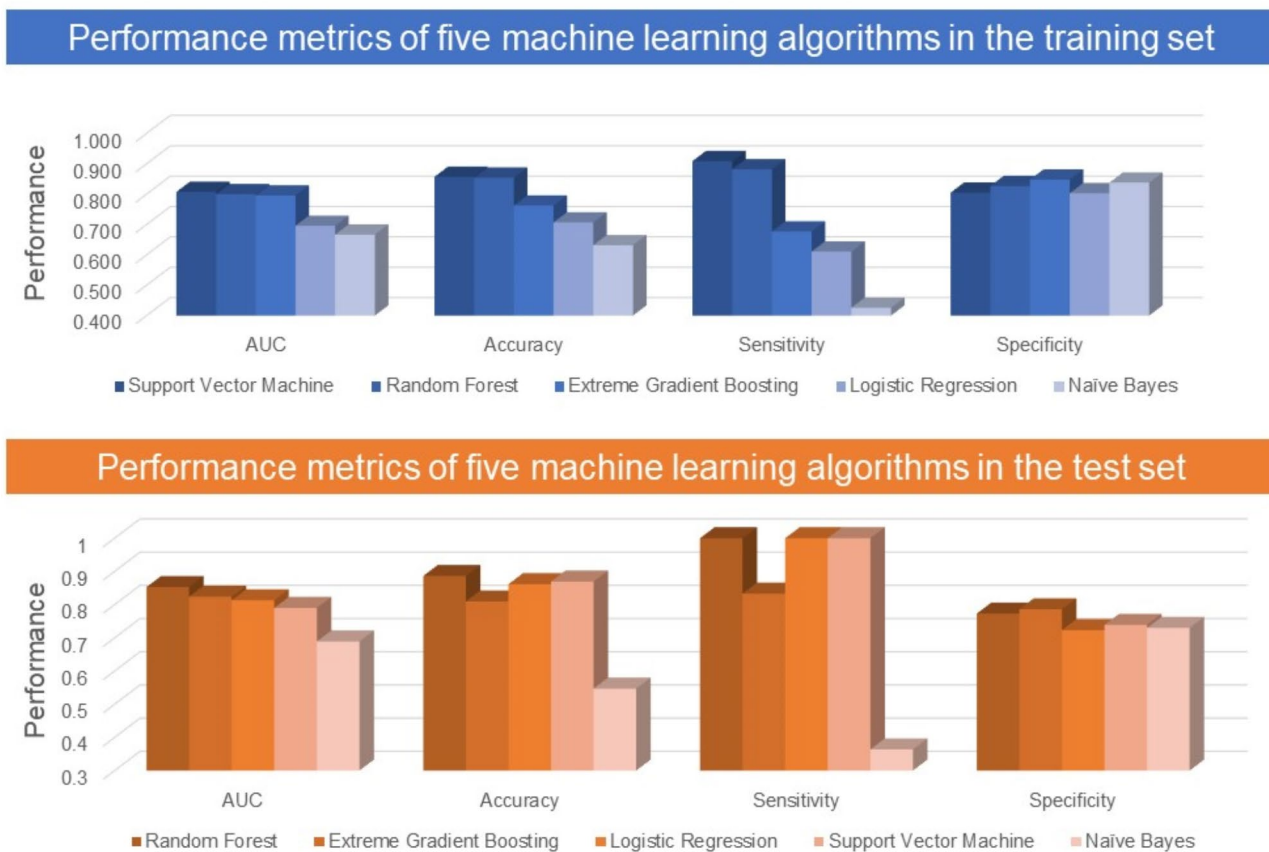 Performance metrics of five machine learning algorithms in the training set
Performance
1.000
0.900
0.800
0.700
0.600
0.500
0.400
AUC Accuracy Sensitivity Specificity
Support Vector Machine Random Forest Extreme Gradient Boosting Logistic Regression Naïve Bayes
Performance metrics of five machine learning algorithms in the test set
Performance
1
0.9
0.8
0.7
0.6
0.5
0.4
0.3
AUC Accuracy Sensitivity Specificity
Random Forest Extreme Gradient Boosting Logistic Regression Support Vector Machine Naïve Bayes